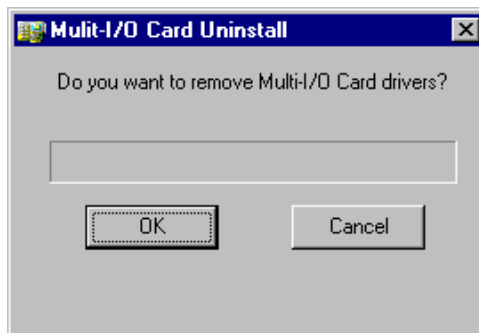 Mulit-I/O Card Uninstall
Do you want to remove Multi-I/O Card drivers?
OK
Cancel